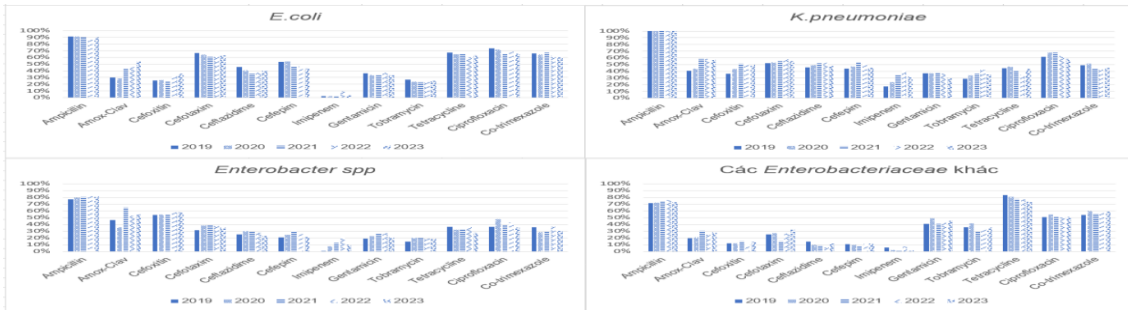 E.coli
100%
90%
80%
70%
60%
50%
40%
30%
20%
10%
0%
Ampicillin
Amox-Clav
Cefoxitin
Cefotaxim
Ceftazidime
Cefepim
Imipenem
Gentamicin
Tobramycin
Tetracycline
Ciprofloxacin
Co-trimexazole
2019 2020 2021 2022 2023
K.pneumoniae
100%
90%
80%
70%
60%
50%
40%
30%
20%
10%
0%
Ampicillin
Amox-Clav
Cefoxitin
Cefotaxim
Ceftazidime
Cefepim
Imipenem
Gentamicin
Tobramycin
Tetracycline
Ciprofloxacin
Co-trimexazole
2019 2020 2021 2022 2023
Enterobacter spp
100%
90%
80%
70%
60%
50%
40%
30%
20%
10%
0%
Ampicillin
Amox-Clav
Cefoxitin
Cefotaxim
Ceftazidime
Cefepim
Imipenem
Gentamicin
Tobramycin
Tetracycline
Ciprofloxacin
Co-trimexazole
2019 2020 2021 2022 2023
Các Enterobacteriaceae khác
100%
90%
80%
70%
60%
50%
40%
30%
20%
10%
0%
Ampicillin
Amox-Clav
Cefoxitin
Cefotaxim
Ceftazidime
Cefepim
Imipenem
Gentamicin
Tobramycin
Tetracycline
Ciprofloxacin
Co-trimexazole
2019 2020 2021 2022 2023